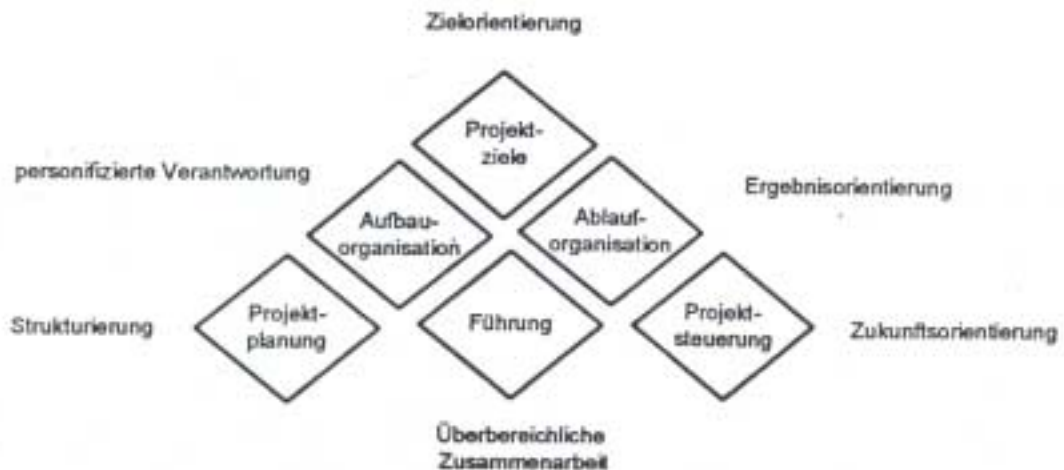 Zielorientierung
Projekt-
ziele
personifizierte Verantwortung
Ergebnisorientierung
Aufbau-
organisation
Ablauf-
organisation
Strukturierung
Projekt-
planung
Führung
Projekt-
steuerung
Zukunftsorientierung
Überbereichliche
Zusammenarbeit